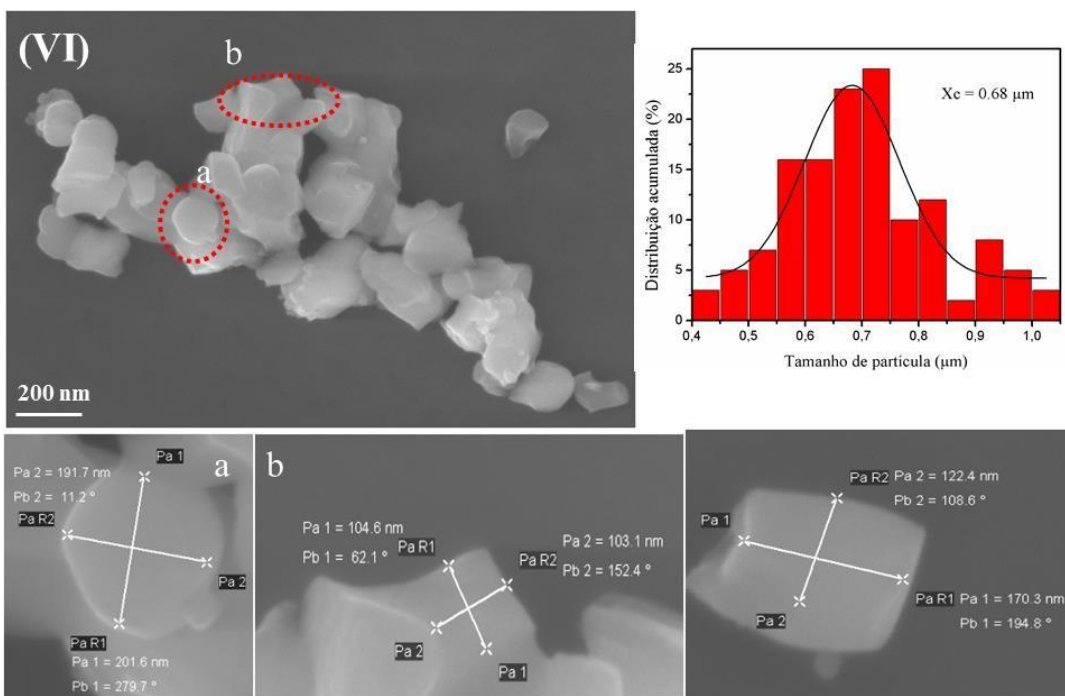 (VI)
b
a
200 nm
25
20
15
10
5
0
Distribuição acumulada (%)
Xc = 0.68 µm
0,4
0,5
0,6
0,7
0,8
0,9
1,0
Tamanho de partícula (µm)
a
Pa 1
Pa 2 = 191.7 nm
Pb 2 = 11.2 °
Pa R2
Pa 2
Pa R1
Pa 1 = 201.6 nm
Pb 1 = 279.7 °
b
Pa 1 = 104.6 nm
Pb 1 = 62.1 °
Pa R1
Pa 2 = 103.1 nm
Pb 2 = 152.4 °
Pa R2
Pa 2
Pa 1
Pa R2
Pa 2 = 122.4 nm
Pb 2 = 108.6 °
Pa 1
Pa R1
Pa 1 = 170.3 nm
Pb 1 = 194.8 °
Pa 2